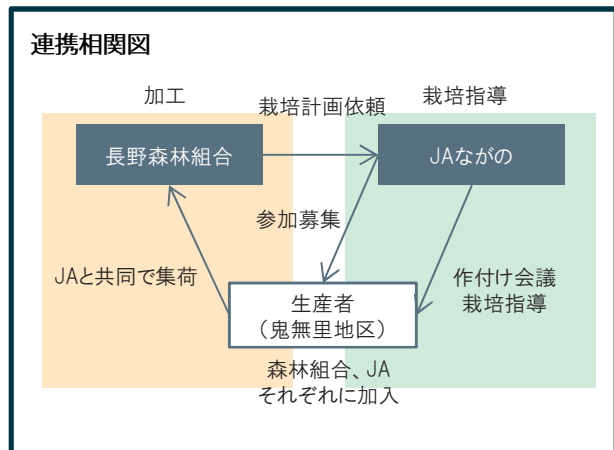 連携相関図
加工
栽培計画依頼
栽培指導
長野森林組合
JAながの
参加募集
JAと共同で集荷
作付け会議
栽培指導
生産者
（鬼無里地区）
森林組合、JA
それぞれに加入